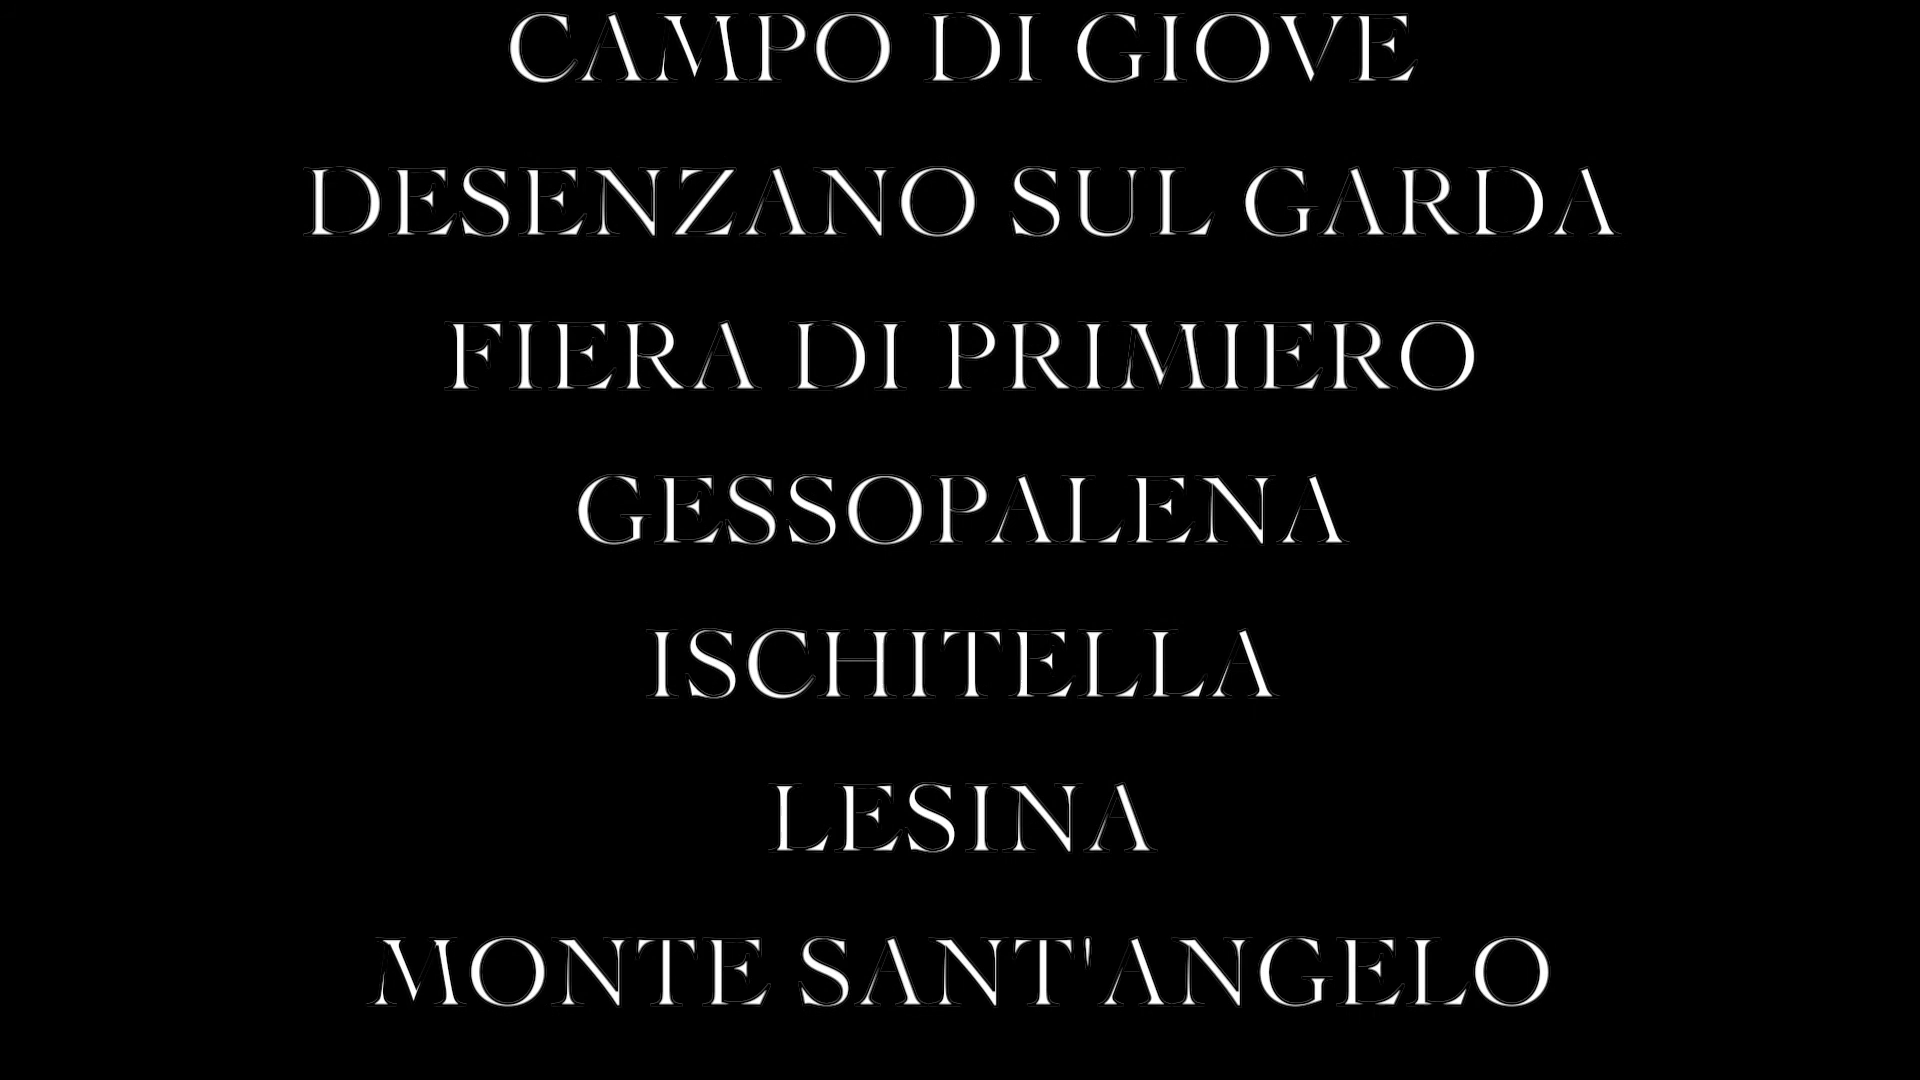 CAMPO DI GIOVE
DESENZANO SUL GARDA
FIERA DI PRIMIERO
GESSOPALENA
ISCHITELLA
LESINA
MONTE SANT'ANGELO